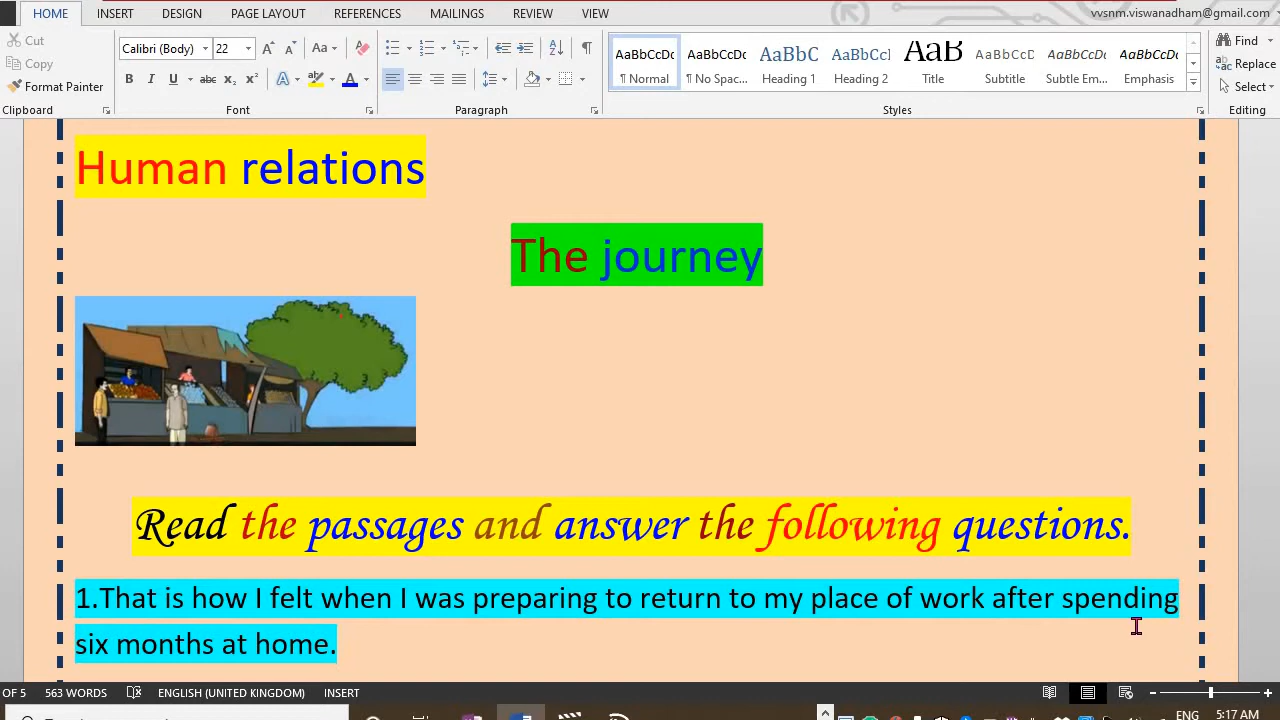 HOME INSERT DESIGN PAGE LAYOUT REFERENCES MAILINGS REVIEW VIEW vvsnm.viswanadham@gmail.com
Cut
Copy
Format Painter
Clipboard
Calibri (Body) 22
Font
Paragraph
AaBbCcDc AaBbCcDc AaBbC AaBbCcI AaB AaBbCcD AaBbCcDc AaBbCcDc
¶ Normal ¶ No Spac... Heading 1 Heading 2 Title Subtitle Subtle Em... Emphasis
Styles
Find
Replace
Select
Editing
Human relations
The journey
Read the passages and answer the following questions.
1.That is how I felt when I was preparing to return to my place of work after spending
six months at home.
OF 5 563 WORDS ENGLISH (UNITED KINGDOM) INSERT
ENG 5:17 AM